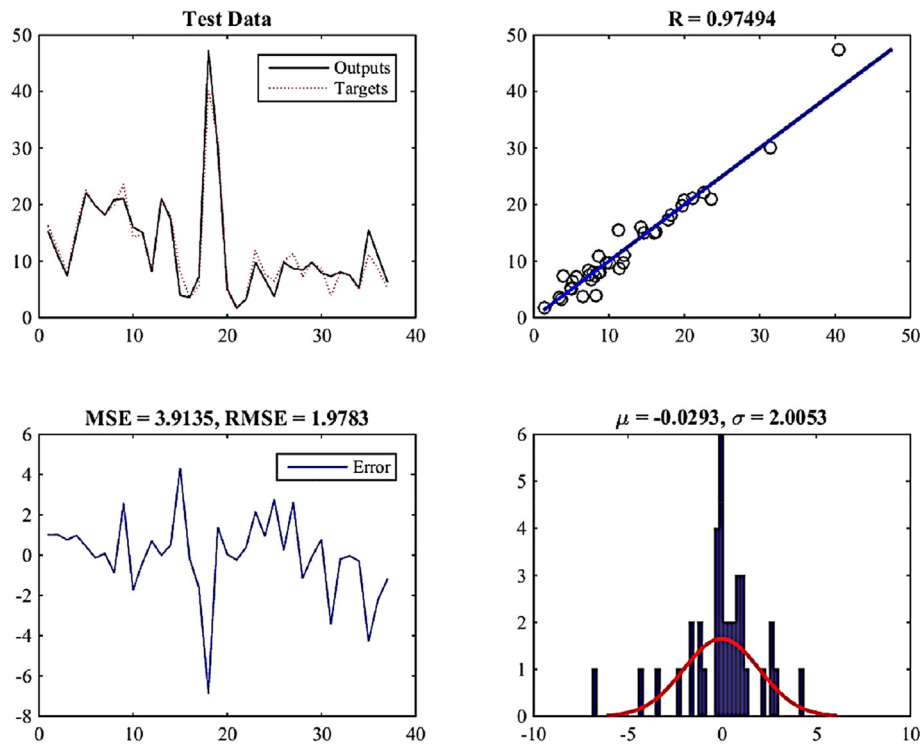 Test Data
50
40
30
20
10
0
0 10 20 30 40
Outputs
Targets
R = 0.97494
50
40
30
20
10
0
0 10 20 30 40 50
MSE = 3.9135, RMSE = 1.9783
6
4
2
0
-2
-4
-6
-8
0 10 20 30 40
Error
μ = -0.0293, σ = 2.0053
6
5
4
3
2
1
0
-10 -5 0 5 10